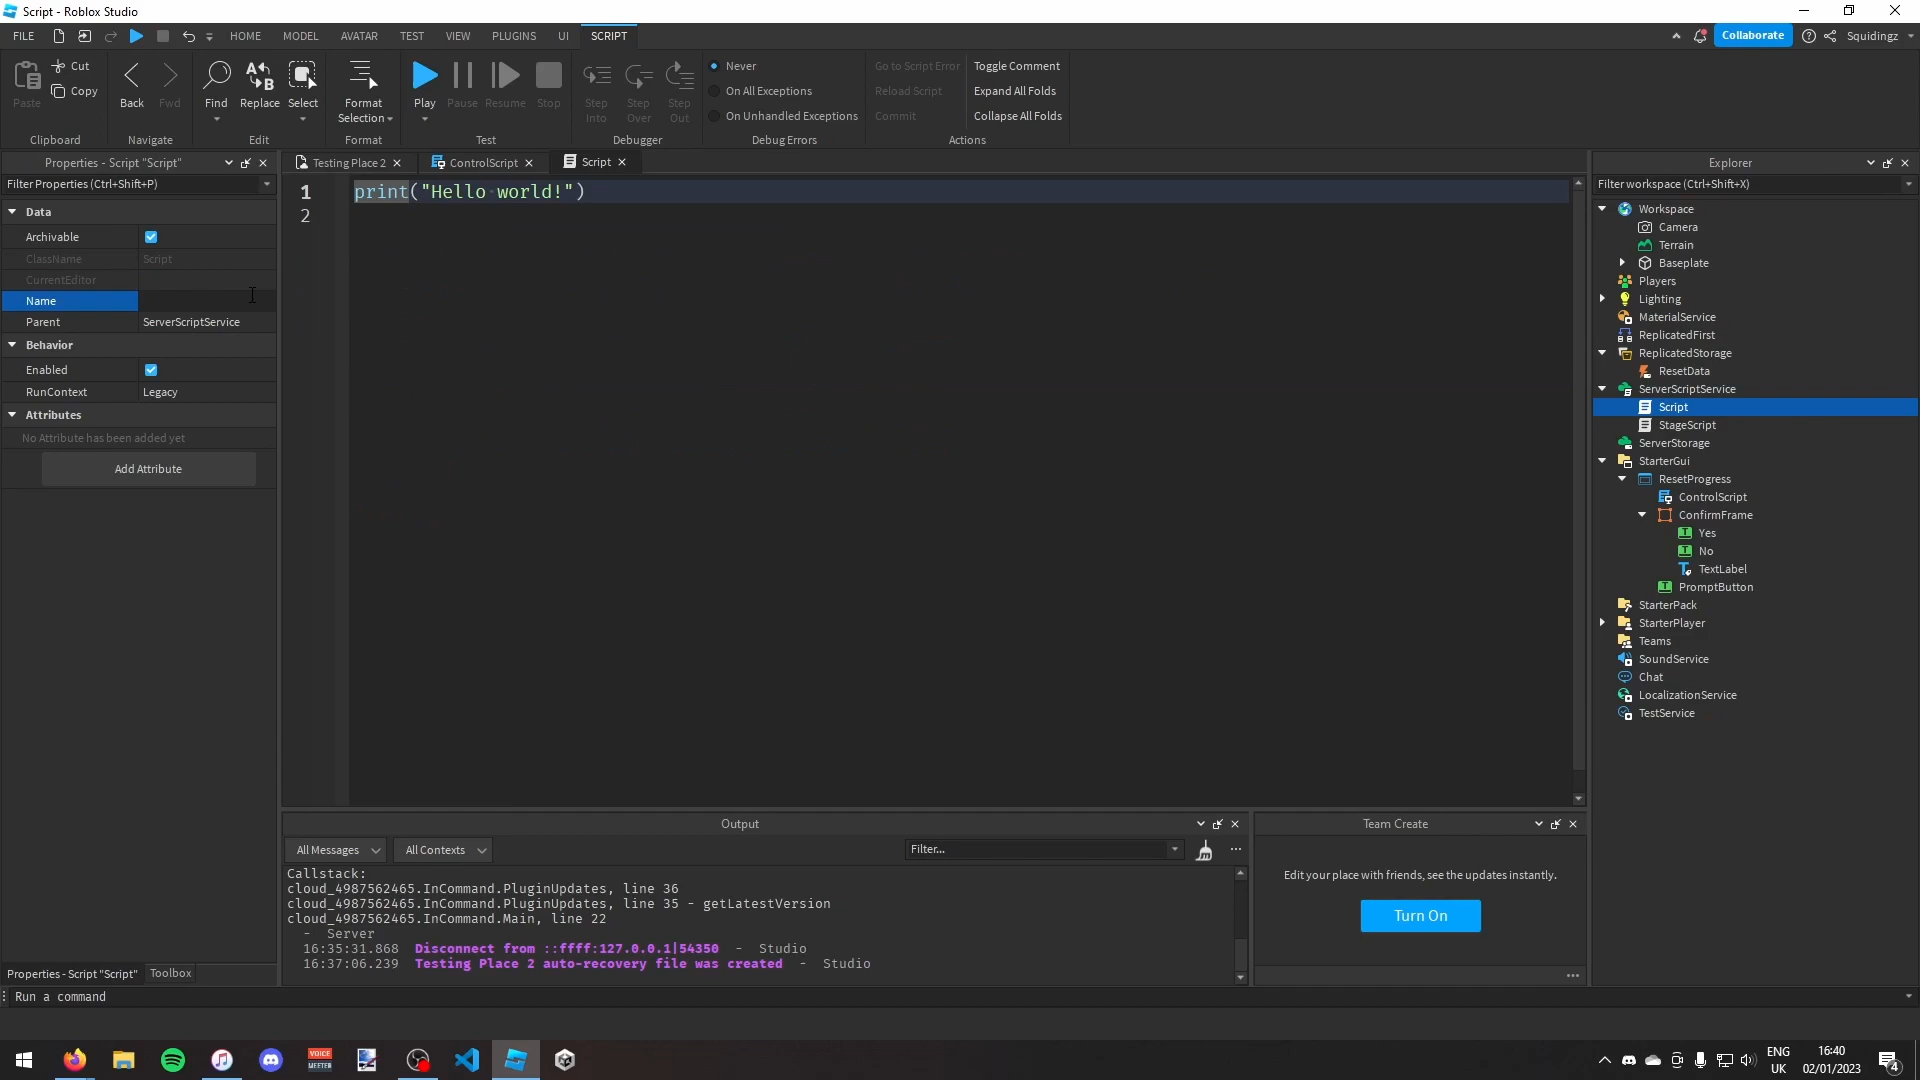 Script - Roblox Studio
FILE HOME MODEL AVATAR TEST VIEW PLUGINS UI SCRIPT Collaborate Squidingz
Paste Cut Copy Back Fwd Find Replace Select Format Selection Play Pause Resume Stop Step Into Step Over Step Out
Never
On All Exceptions
On Unhandled Exceptions
Go to Script Error
Reload Script
Commit
Toggle Comment
Expand All Folds
Collapse All Folds
Clipboard Navigate Edit Format Test Debugger Debug Errors Actions
Properties - Script "Script"
Filter Properties (Ctrl+Shift+P)
Data
Archivable
ClassName Script
CurrentEditor
Name
Parent ServerScriptService
Behavior
Enabled
RunContext Legacy
Attributes
No Attribute has been added yet
Add Attribute
Properties - Script "Script" Toolbox
Testing Place 2 ControlScript Script
1 print("Hello world!")
2
Output
All Messages All Contexts Filter...
Callstack:
cloud_4987562465.InCommand.PluginUpdates, line 36
cloud_4987562465.InCommand.PluginUpdates, line 35 - getLatestVersion
cloud_4987562465.InCommand.Main, line 22
- Server
16:35:31.868 Disconnect from ::ffff:127.0.0.1|54350 - Studio
16:37:06.239 Testing Place 2 auto-recovery file was created - Studio
Team Create
Edit your place with friends, see the updates instantly.
Turn On
Explorer
Filter workspace (Ctrl+Shift+X)
Workspace
Camera
Terrain
Baseplate
Players
Lighting
MaterialService
ReplicatedFirst
ReplicatedStorage
ResetData
ServerScriptService
Script
StageScript
ServerStorage
StarterGui
ResetProgress
ControlScript
ConfirmFrame
Yes
No
TextLabel
PromptButton
StarterPack
StarterPlayer
Teams
SoundService
Chat
LocalizationService
TestService
Run a command
VOICE
MEETER
ENG
UK
16:40
02/01/2023
4